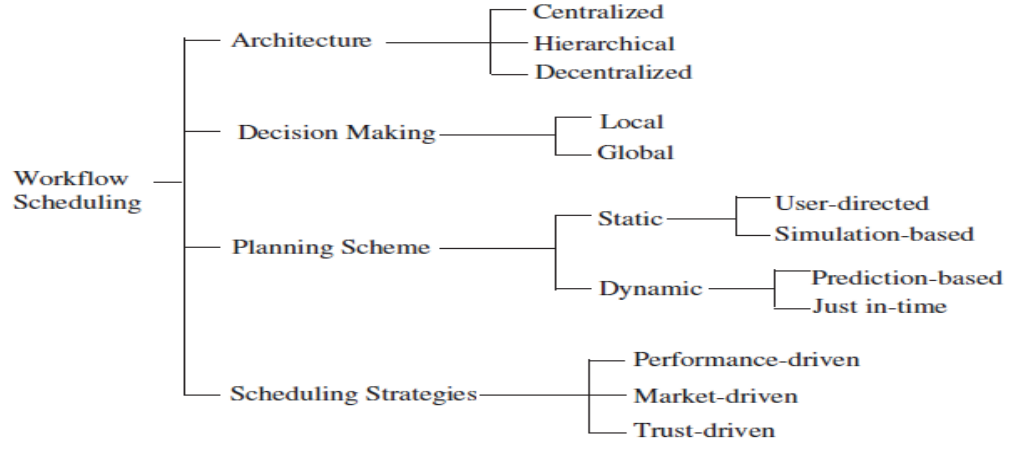 Centralized
Architecture
Hierarchical
Decentralized
Decision Making
Local
Global
Workflow
Scheduling
Planning Scheme
Static
User-directed
Simulation-based
Dynamic
Prediction-based
Just in-time
Scheduling Strategies
Performance-driven
Market-driven
Trust-driven